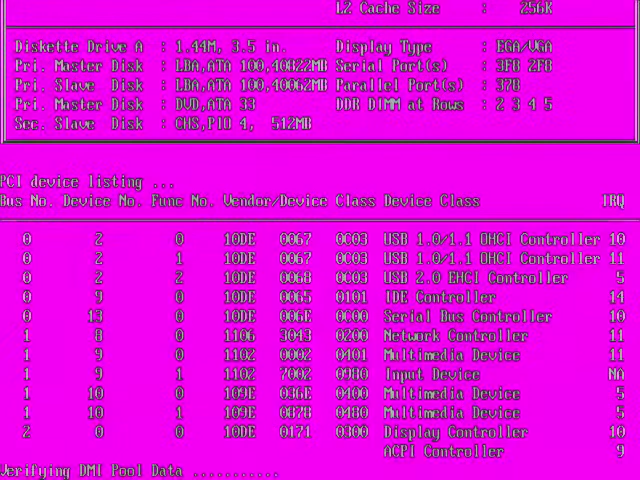 L2 Cache Size : 256K
Diskette Drive A : 1.44M, 3.5 in. Display Type : EGA/VGA
Pri. Master Disk : LBA,ATA 100,40822MB Serial Port(s) : 3F8 2F8
Pri. Slave Disk : LBA,ATA 100,40062MB Parallel Port(s) : 378
Pri. Master Disk : DVD,ATA 33 DDR DIMM at Rows : 2 3 4 5
Sec. Slave Disk : CHS,PIO 4, 512MB
PCI device listing ...
Bus No. Device No. Func No. Vendor/Device Class Device Class IRQ
0 2 0 10DE 0067 0C03 USB 1.0/1.1 OHCI Controller 10
0 2 1 10DE 0067 0C03 USB 1.0/1.1 OHCI Controller 11
0 2 2 10DE 0068 0C03 USB 2.0 EHCI Controller 5
0 9 0 10DE 0065 0101 IDE Controller 14
0 13 0 10DE 006E 0C00 Serial Bus Controller 10
1 8 0 1106 3043 0200 Network Controller 11
1 9 0 1102 0002 0401 Multimedia Device 11
1 9 1 1102 7002 0980 Input Device NA
1 10 0 109E 036E 0400 Multimedia Device 5
1 10 1 109E 0878 0480 Multimedia Device 5
2 0 0 10DE 0171 0300 Display Controller 10
ACPI Controller 9
Verifying DMI Pool Data ...........